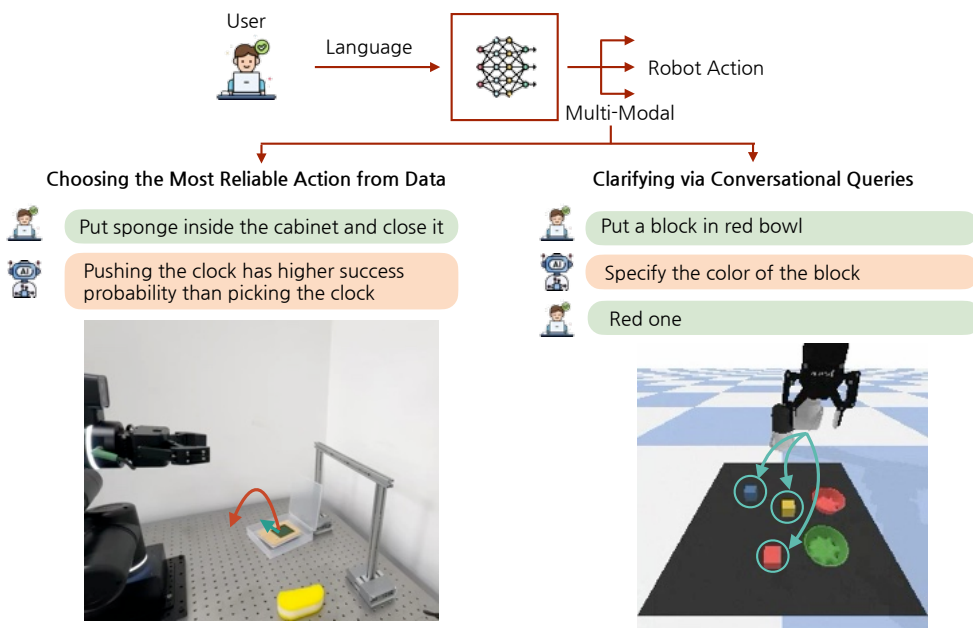 User
Language
Robot Action
Multi-Modal
Choosing the Most Reliable Action from Data
Put sponge inside the cabinet and close it
AI
Pushing the clock has higher success
probability than picking the clock
Clarifying via Conversational Queries
Put a block in red bowl
AI
Specify the color of the block
Red one